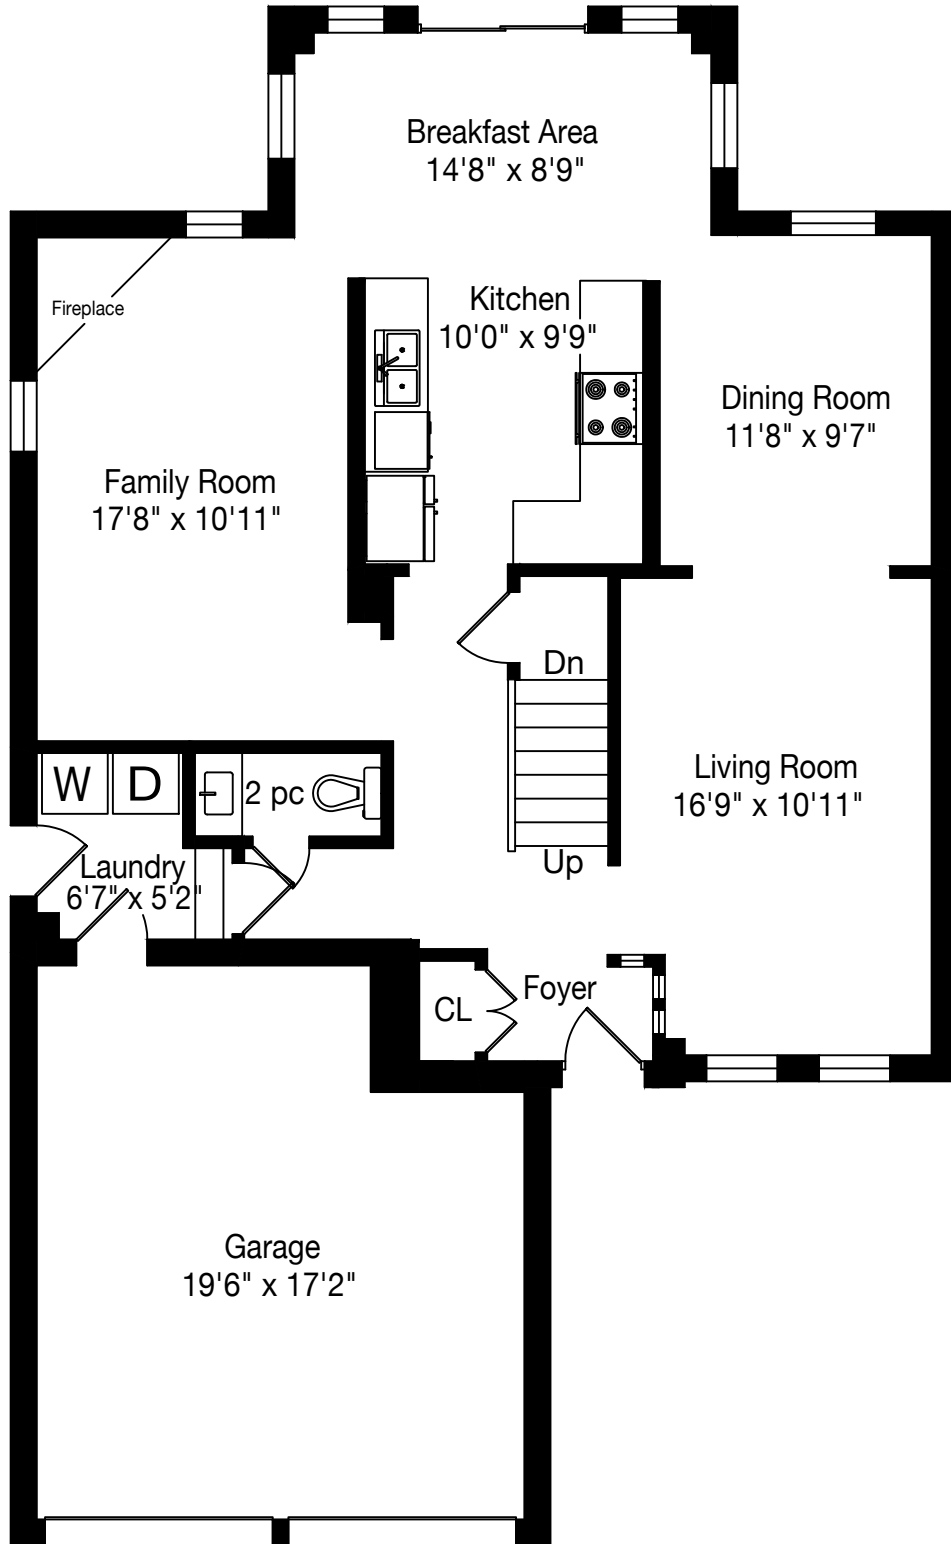 Breakfast Area
14'8" x 8'9"
Fireplace
Kitchen
10'0" x 9'9"
Dining Room
11'8" x 9'7"
Family Room
17'8" x 10'11"
Dn
W
D
2 pc
Living Room
16'9" x 10'11"
Up
Laundry
6'7" x 5'2"
CL
Foyer
Garage
19'6" x 17'2"